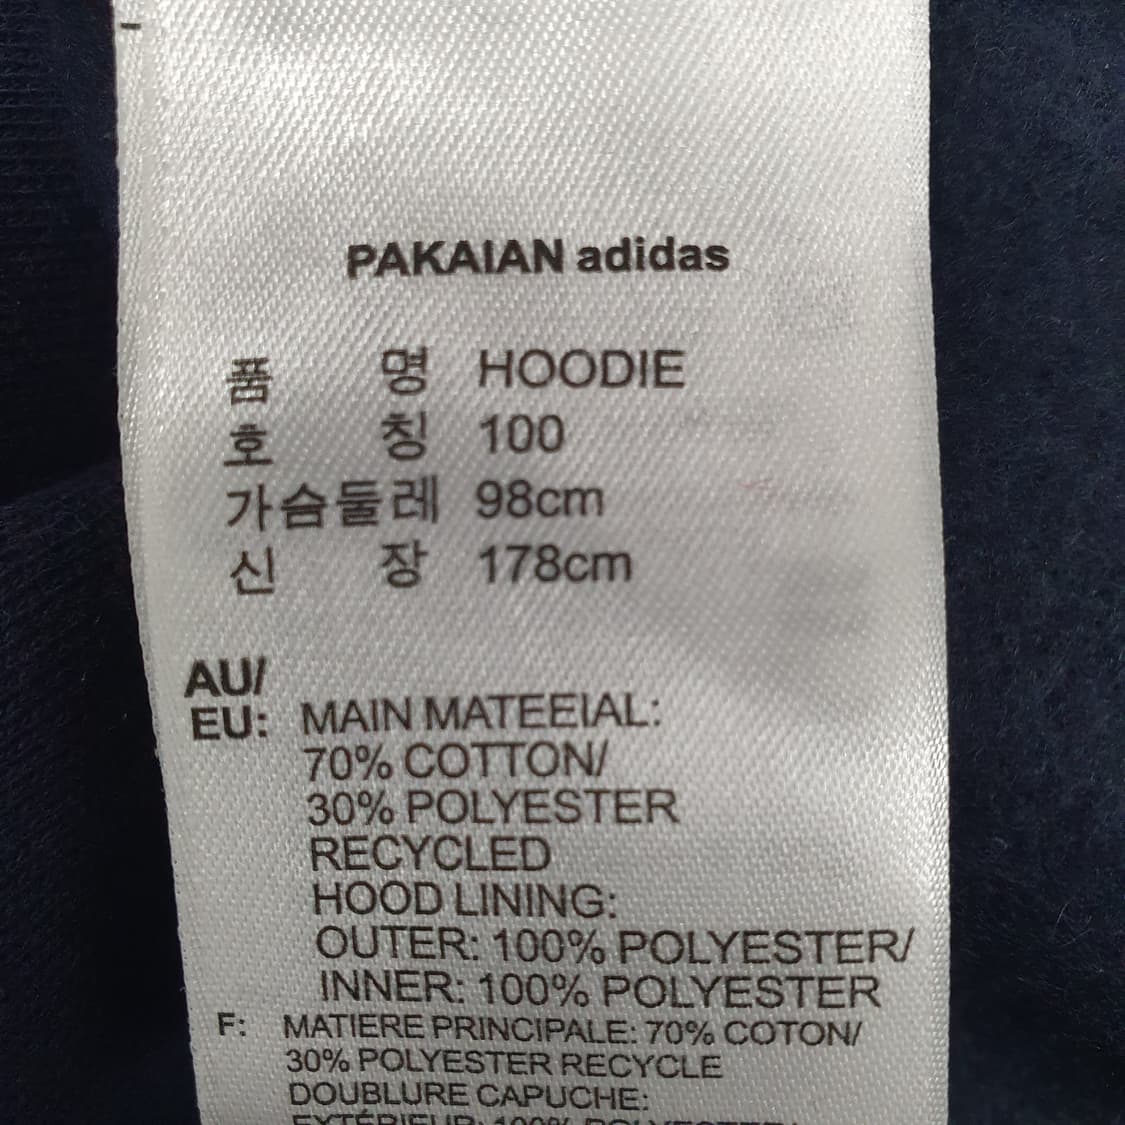 PAKAIAN adidas
품 명 HOODIE
호 칭 100
가슴둘레 98cm
신 장 178cm
AU/
EU: MAIN MATEEIAL:
70% COTTON/
30% POLYESTER
RECYCLED
HOOD LINING:
OUTER: 100% POLYESTER/
INNER: 100% POLYESTER
F: MATIERE PRINCIPALE: 70% COTON/
30% POLYESTER RECYCLE
DOUBLURE CAPUCHE:
EXTÉRIEUR: 100%